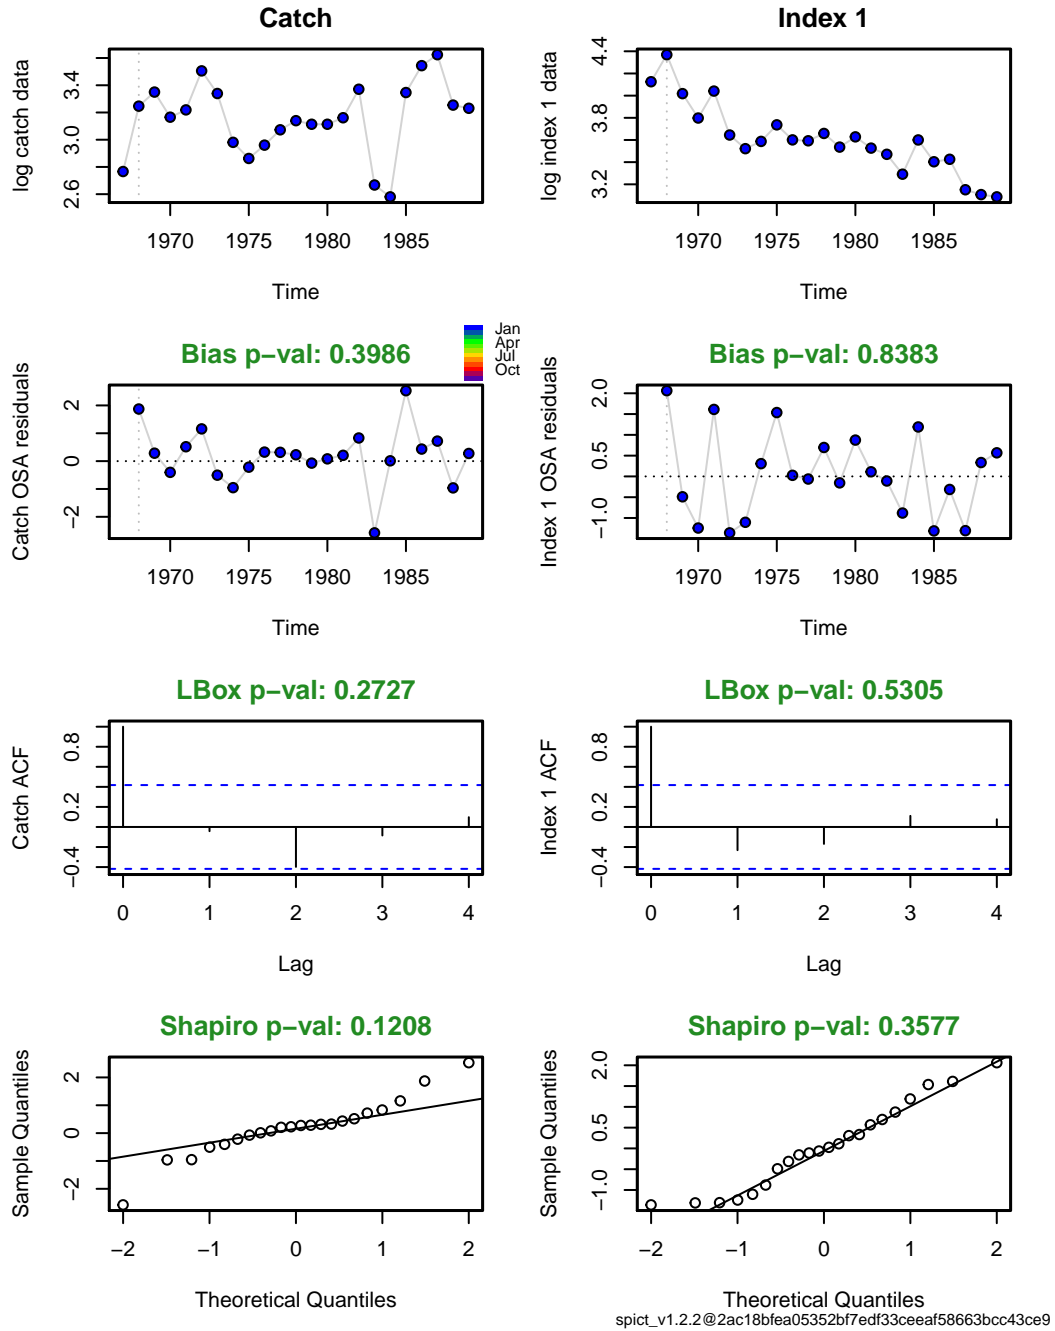 Catch
Index 1
log catch data
2.6 3.0 3.4
1970 1975 1980 1985
Time
log index 1 data
3.2 3.8 4.4
1970 1975 1980 1985
Time
Jan
Apr
Jul
Oct
Bias p−val: 0.3986
Catch OSA residuals
−2 0 2
1970 1975 1980 1985
Time
Bias p−val: 0.8383
Index 1 OSA residuals
−1.0 0.5 2.0
1970 1975 1980 1985
Time
LBox p−val: 0.2727
Catch ACF
−0.4 0.2 0.8
0 1 2 3 4
Lag
LBox p−val: 0.5305
Index 1 ACF
−0.4 0.2 0.8
0 1 2 3 4
Lag
Shapiro p−val: 0.1208
Sample Quantiles
−2 0 2
−2 −1 0 1 2
Theoretical Quantiles
Shapiro p−val: 0.3577
Sample Quantiles
−1.0 0.5 2.0
−2 −1 0 1 2
Theoretical Quantiles
spict_v1.2.2@2ac18bfea05352bf7edf33ceeaf58663bcc43ce9